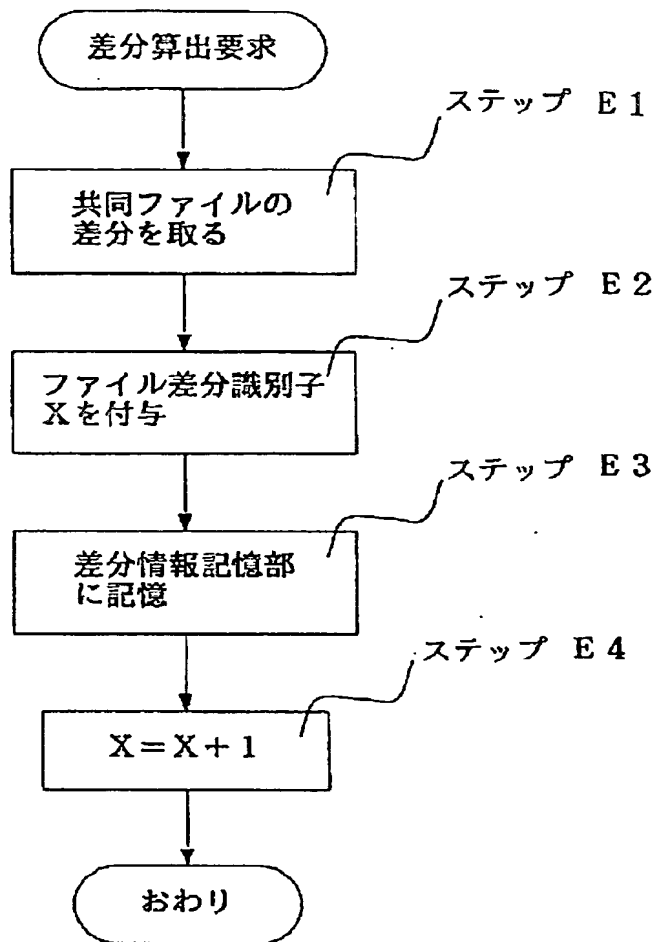 差分算出要求
ステップ E1
共同ファイルの
差分を取る
ステップ E2
ファイル差分識別子
Xを付与
ステップ E3
差分情報記憶部
に記憶
ステップ E4
X=X+1
おわり